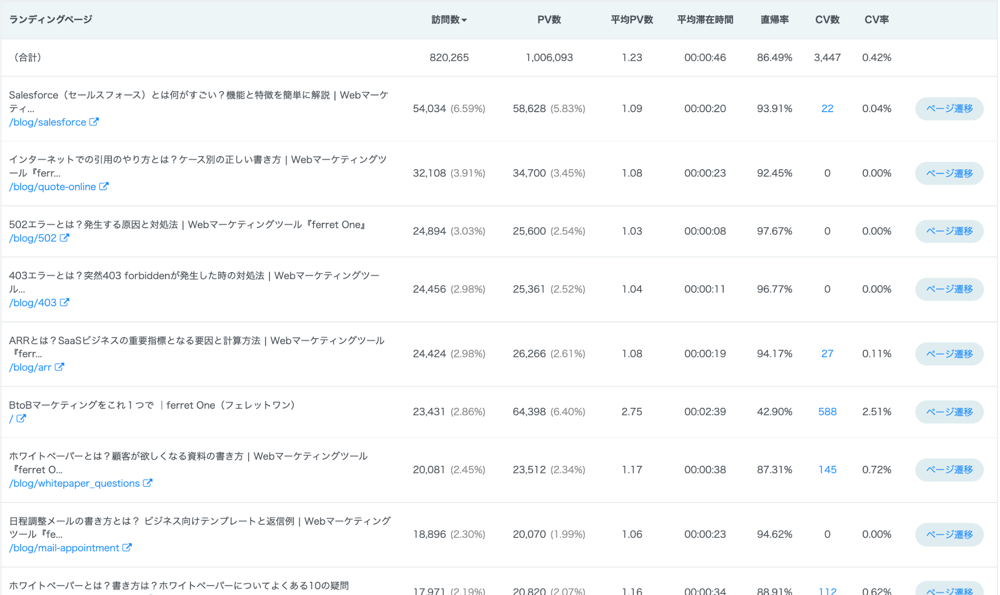 ランディングページ 訪問数 PV数 平均PV数 平均滞在時間 直帰率 CV数 CV率
（合計） 820,265 1,006,093 1.23 00:00:46 86.49% 3,447 0.42%
Salesforce（セールスフォース）とは何がすごい？機能と特徴を簡単に解説 | Webマーケ
ティ...
/blog/salesforce
54,034 (6.59%) 58,628 (5.83%) 1.09 00:00:20 93.91% 22 0.04% ページ遷移
インターネットでの引用のやり方とは？ケース別の正しい書き方 | Webマーケティングツ
ール『ferr...
/blog/quote-online
32,108 (3.91%) 34,700 (3.45%) 1.08 00:00:23 92.45% 0 0.00% ページ遷移
502エラーとは？発生する原因と対処法 | Webマーケティングツール『ferret One』
/blog/502
24,894 (3.03%) 25,600 (2.54%) 1.03 00:00:08 97.67% 0 0.00% ページ遷移
403エラーとは？突然403 forbiddenが発生した時の対処法 | Webマーケティングツー
ル...
/blog/403
24,456 (2.98%) 25,361 (2.52%) 1.04 00:00:11 96.77% 0 0.00% ページ遷移
ARRとは？SaaSビジネスの重要指標となる要因と計算方法 | Webマーケティングツール
『ferr...
/blog/arr
24,424 (2.98%) 26,266 (2.61%) 1.08 00:00:19 94.17% 27 0.11% ページ遷移
BtoBマーケティングをこれ１つで ｜ferret One（フェレットワン）
/
23,431 (2.86%) 64,398 (6.40%) 2.75 00:02:39 42.90% 588 2.51% ページ遷移
ホワイトペーパーとは？顧客が欲しくなる資料の書き方 | Webマーケティングツール
『ferret O...
/blog/whitepaper_questions
20,081 (2.45%) 23,512 (2.34%) 1.17 00:00:38 87.31% 145 0.72% ページ遷移
日程調整メールの書き方とは？ ビジネス向けテンプレートと返信例 | Webマーケティング
ツール『fe...
/blog/mail-appointment
18,896 (2.30%) 20,070 (1.99%) 1.06 00:00:23 94.62% 0 0.00% ページ遷移
ホワイトペーパーとは？書き方は？ホワイトペーパーについてよくある10の疑問
17,971 (2.19%) 20,820 (2.07%) 1.16 00:00:34 88.91% 112 0.62% ページ遷移